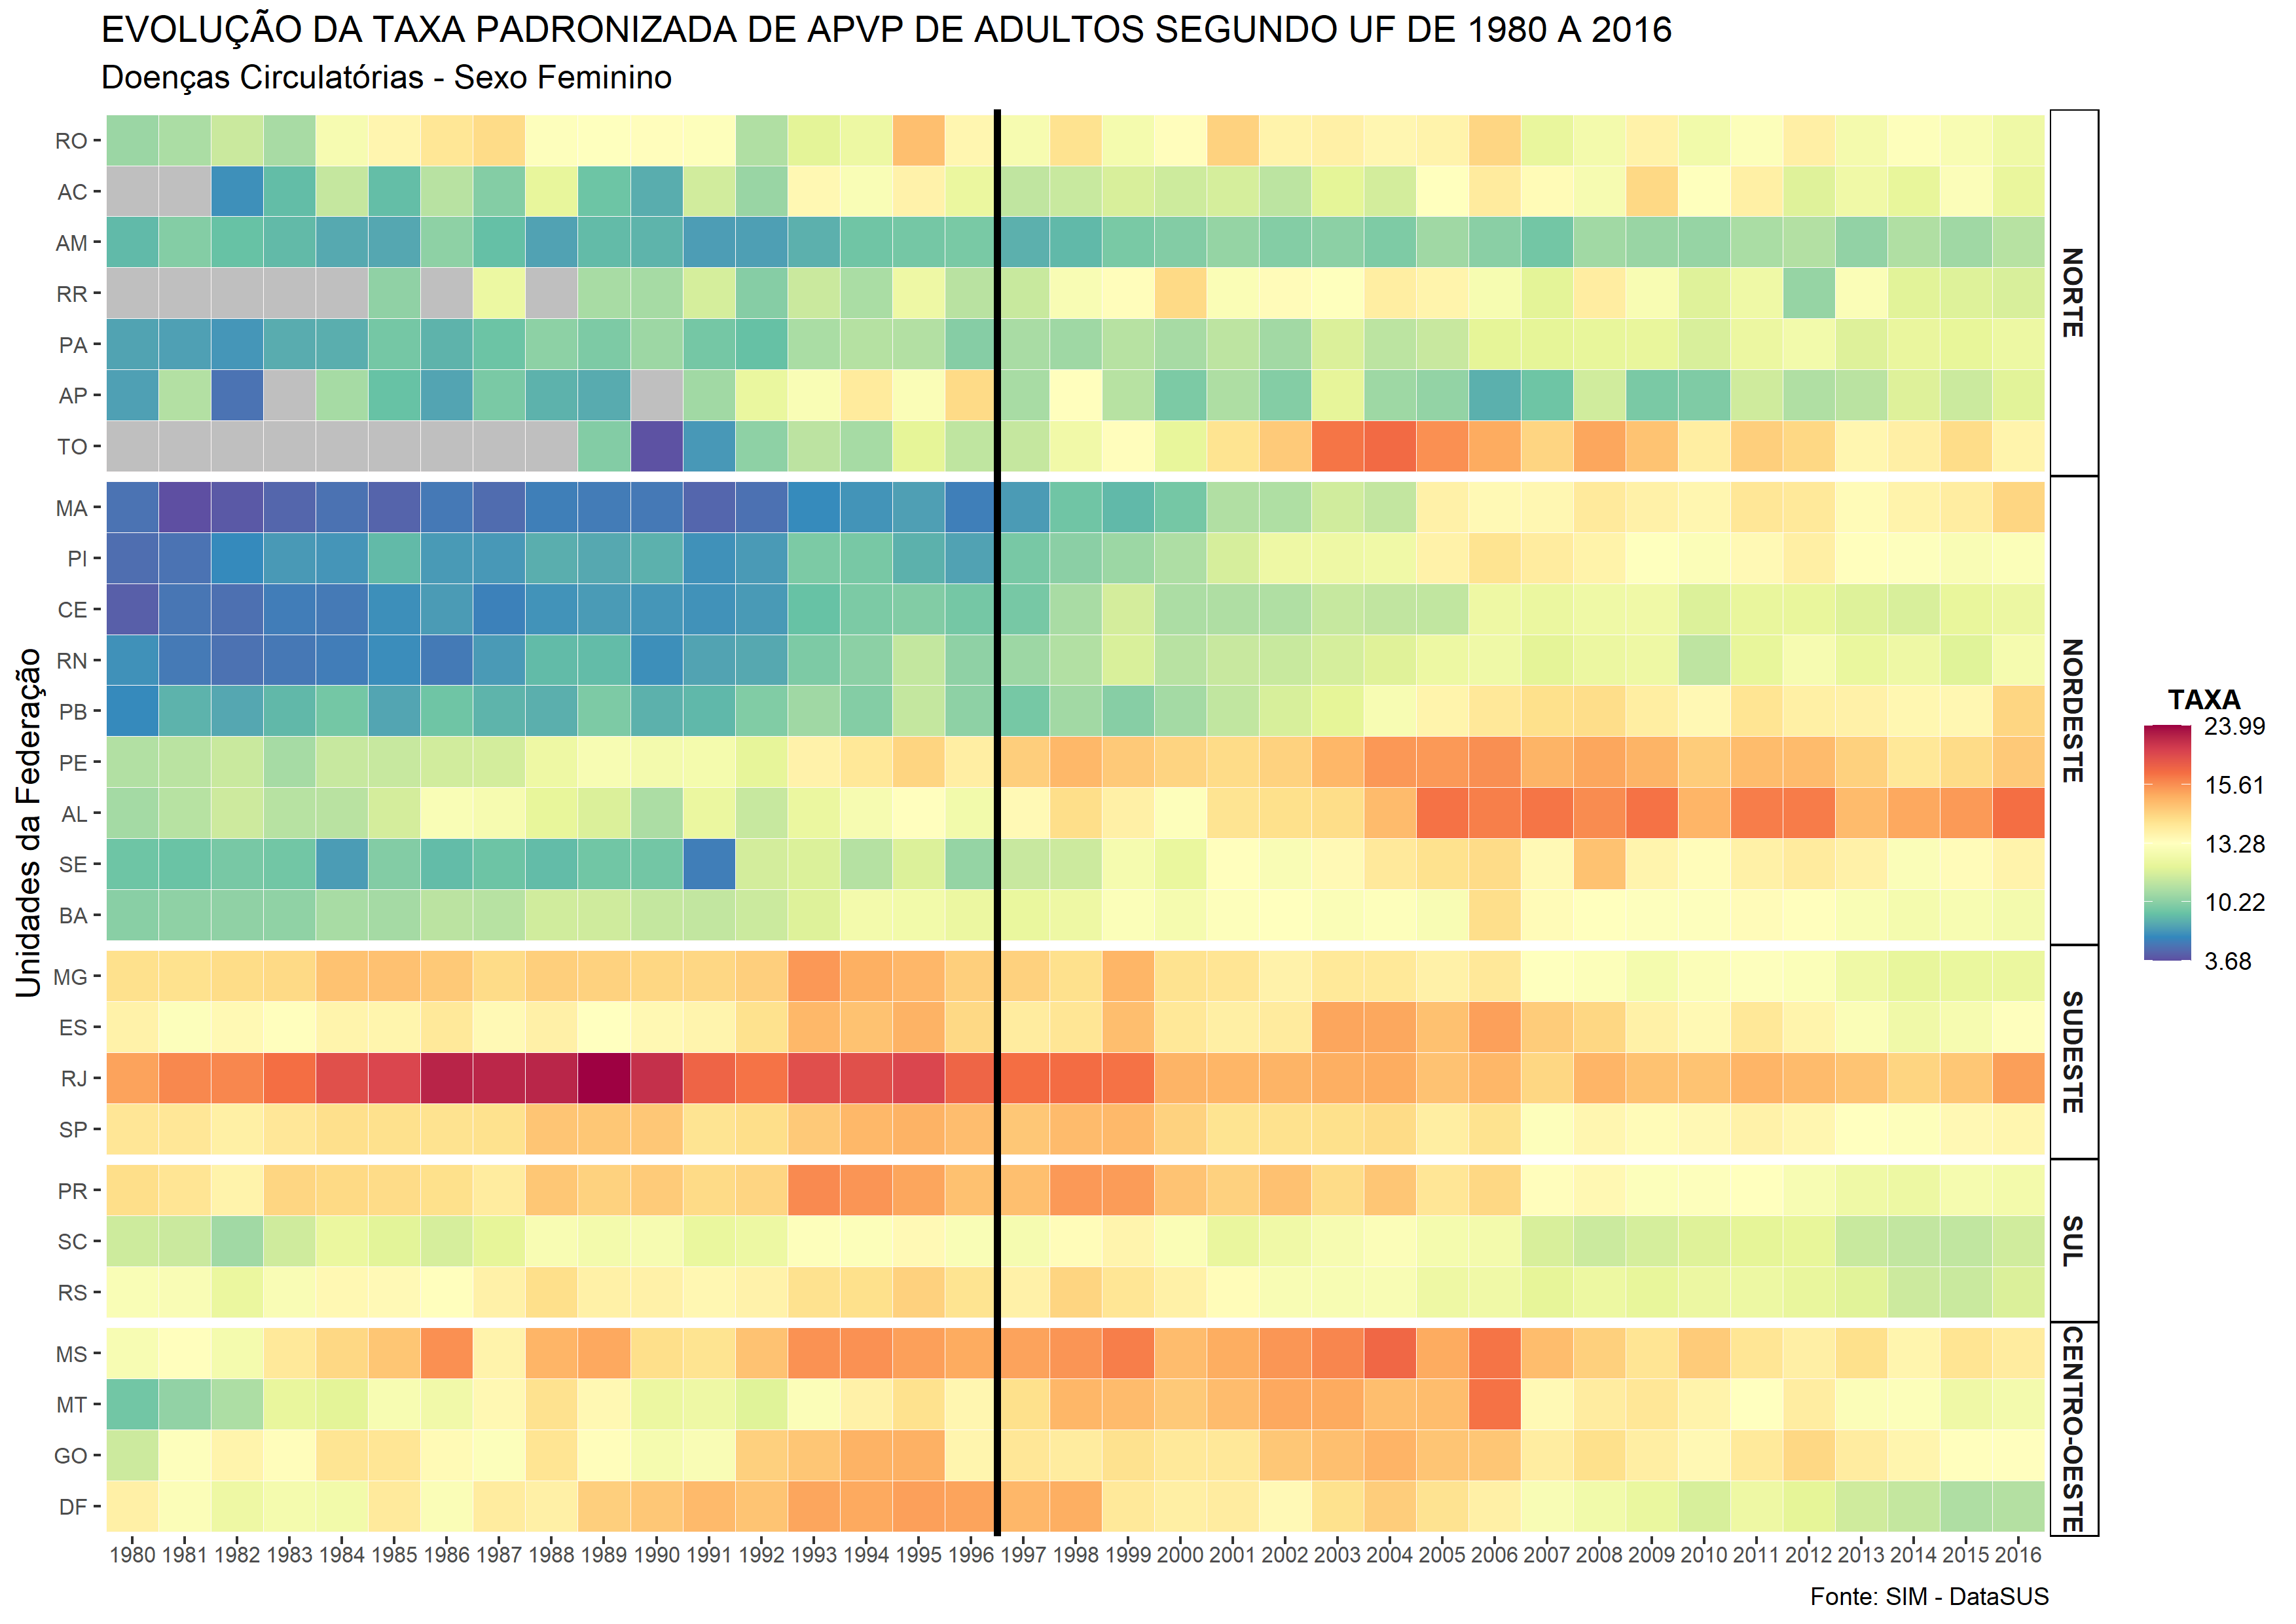 EVOLUÇÃO DA TAXA PADRONIZADA DE APVP DE ADULTOS SEGUNDO UF DE 1980 A 2016
Doenças Circulatórias - Sexo Feminino
Unidades da Federação
RO
AC
AM
RR
PA
AP
TO
NORTE
MA
PI
CE
RN
PB
PE
AL
SE
BA
NORDESTE
MG
ES
RJ
SP
SUDESTE
PR
SC
RS
SUL
MS
MT
GO
DF
CENTRO-OESTE
1980 1981 1982 1983 1984 1985 1986 1987 1988 1989 1990 1991 1992 1993 1994 1995 1996 1997 1998 1999 2000 2001 2002 2003 2004 2005 2006 2007 2008 2009 2010 2011 2012 2013 2014 2015 2016
TAXA
23.99
15.61
13.28
10.22
3.68
Fonte: SIM - DataSUS